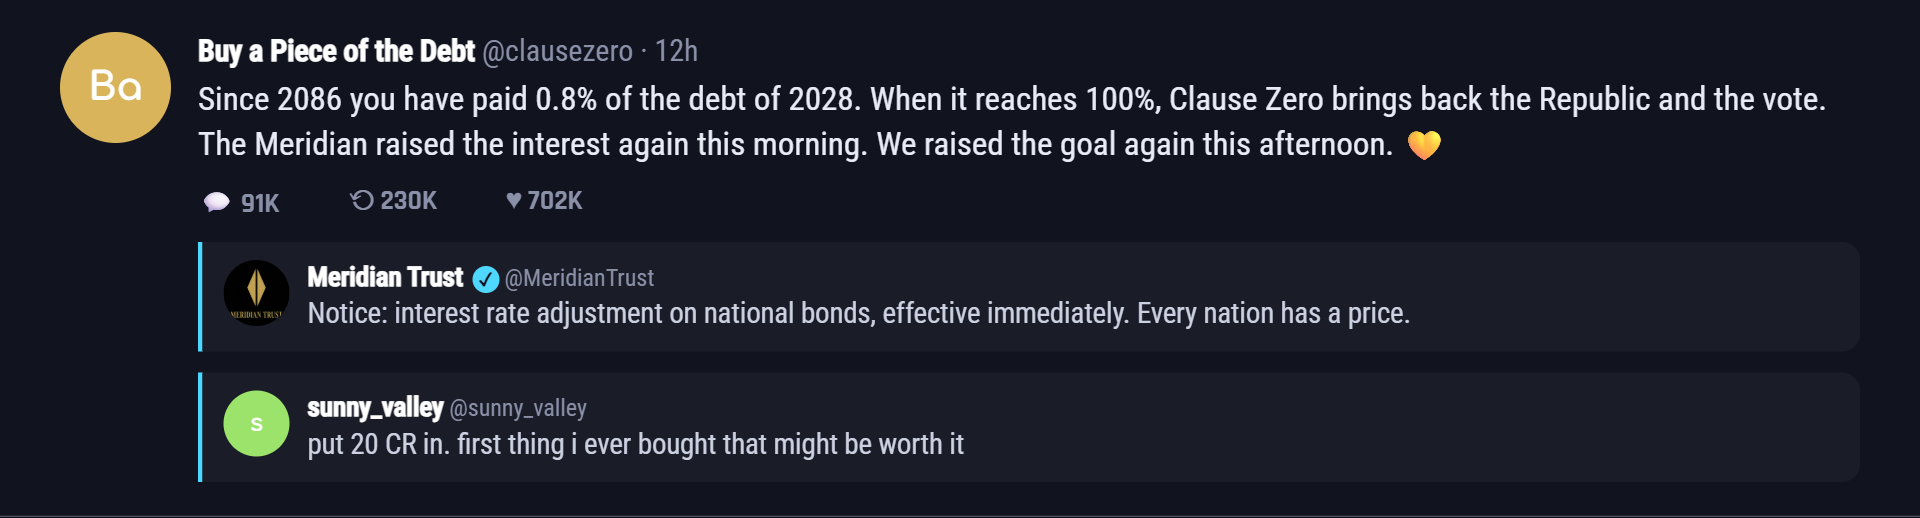 Ba
Buy a Piece of the Debt @clausezero · 12h
Since 2086 you have paid 0.8% of the debt of 2028. When it reaches 100%, Clause Zero brings back the Republic and the vote.
The Meridian raised the interest again this morning. We raised the goal again this afternoon. 💛
💬 91K ⟲ 230K ♥ 702K
MERIDIAN TRUST
Meridian Trust ✓ @MeridianTrust
Notice: interest rate adjustment on national bonds, effective immediately. Every nation has a price.
s
sunny_valley @sunny_valley
put 20 CR in. first thing i ever bought that might be worth it